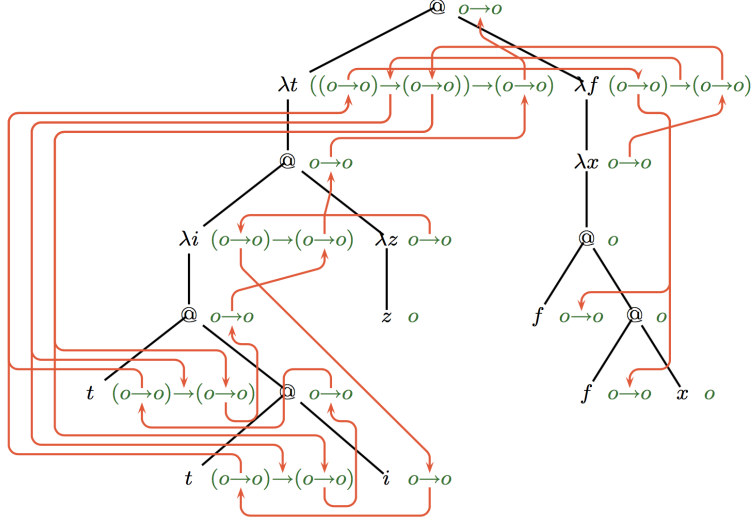 @ o→o
λt ((o→o)→(o→o))→(o→o) λf (o→o)→(o→o)
@ o→o λx o→o
λi (o→o)→(o→o) λz o→o @ o
@ o→o z o f o→o @ o
t (o→o)→(o→o) @ o→o f o→o x o
t (o→o)→(o→o) i o→o